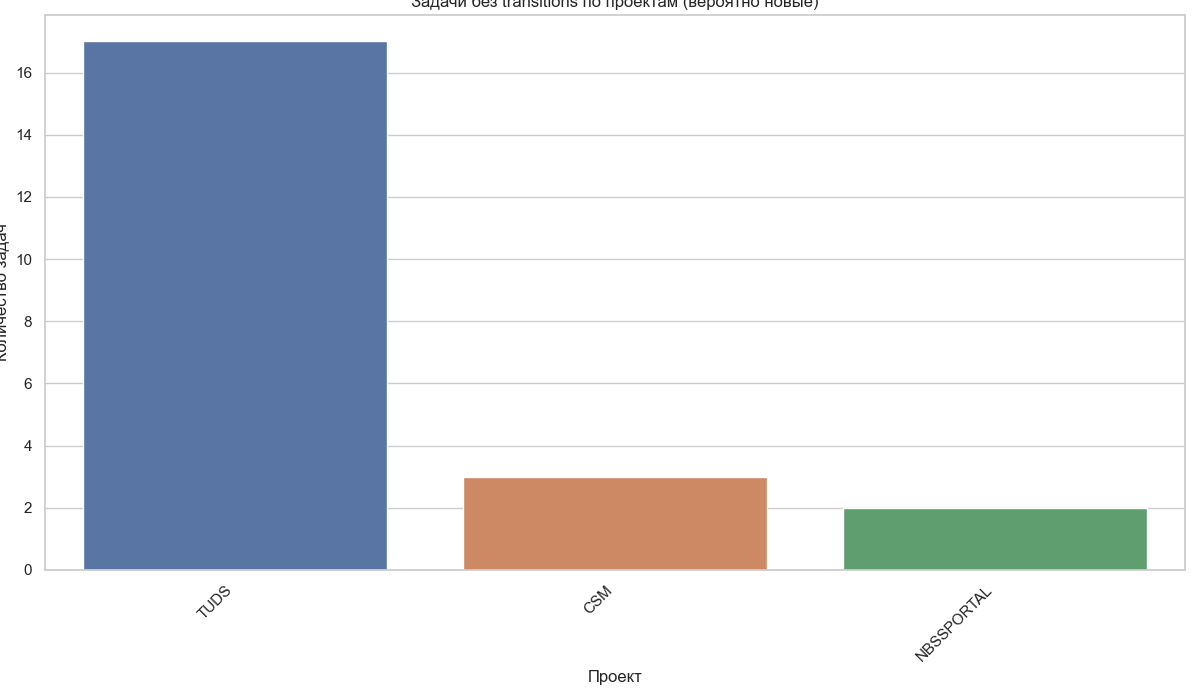 Задачи без transitions по проектам (вероятно новые)
16
14
12
10
8
6
4
2
0
Количество задач
TUDS
CSM
NBSSPORTAL
Проект